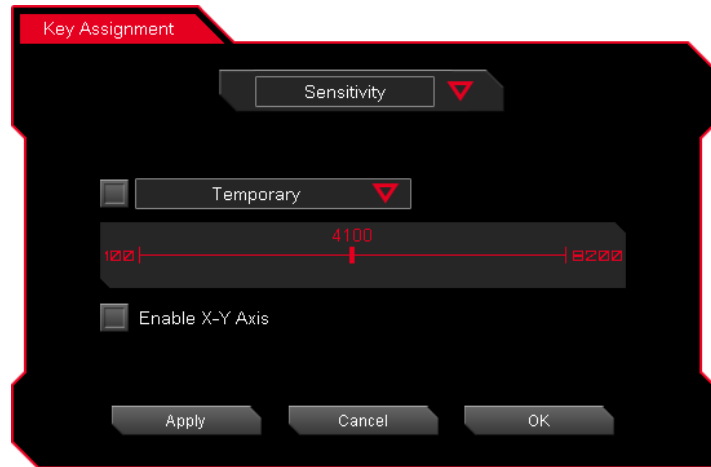 Key Assignment
Sensitivity
Temporary
4100
100 8200
Enable X-Y Axis
Apply Cancel OK